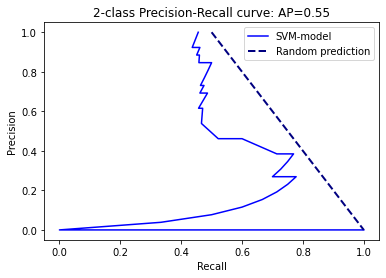 2-class Precision-Recall curve: AP=0.55
SVM-model
Random prediction
Precision
1.0
0.8
0.6
0.4
0.2
0.0
0.0 0.2 0.4 0.6 0.8 1.0
Recall